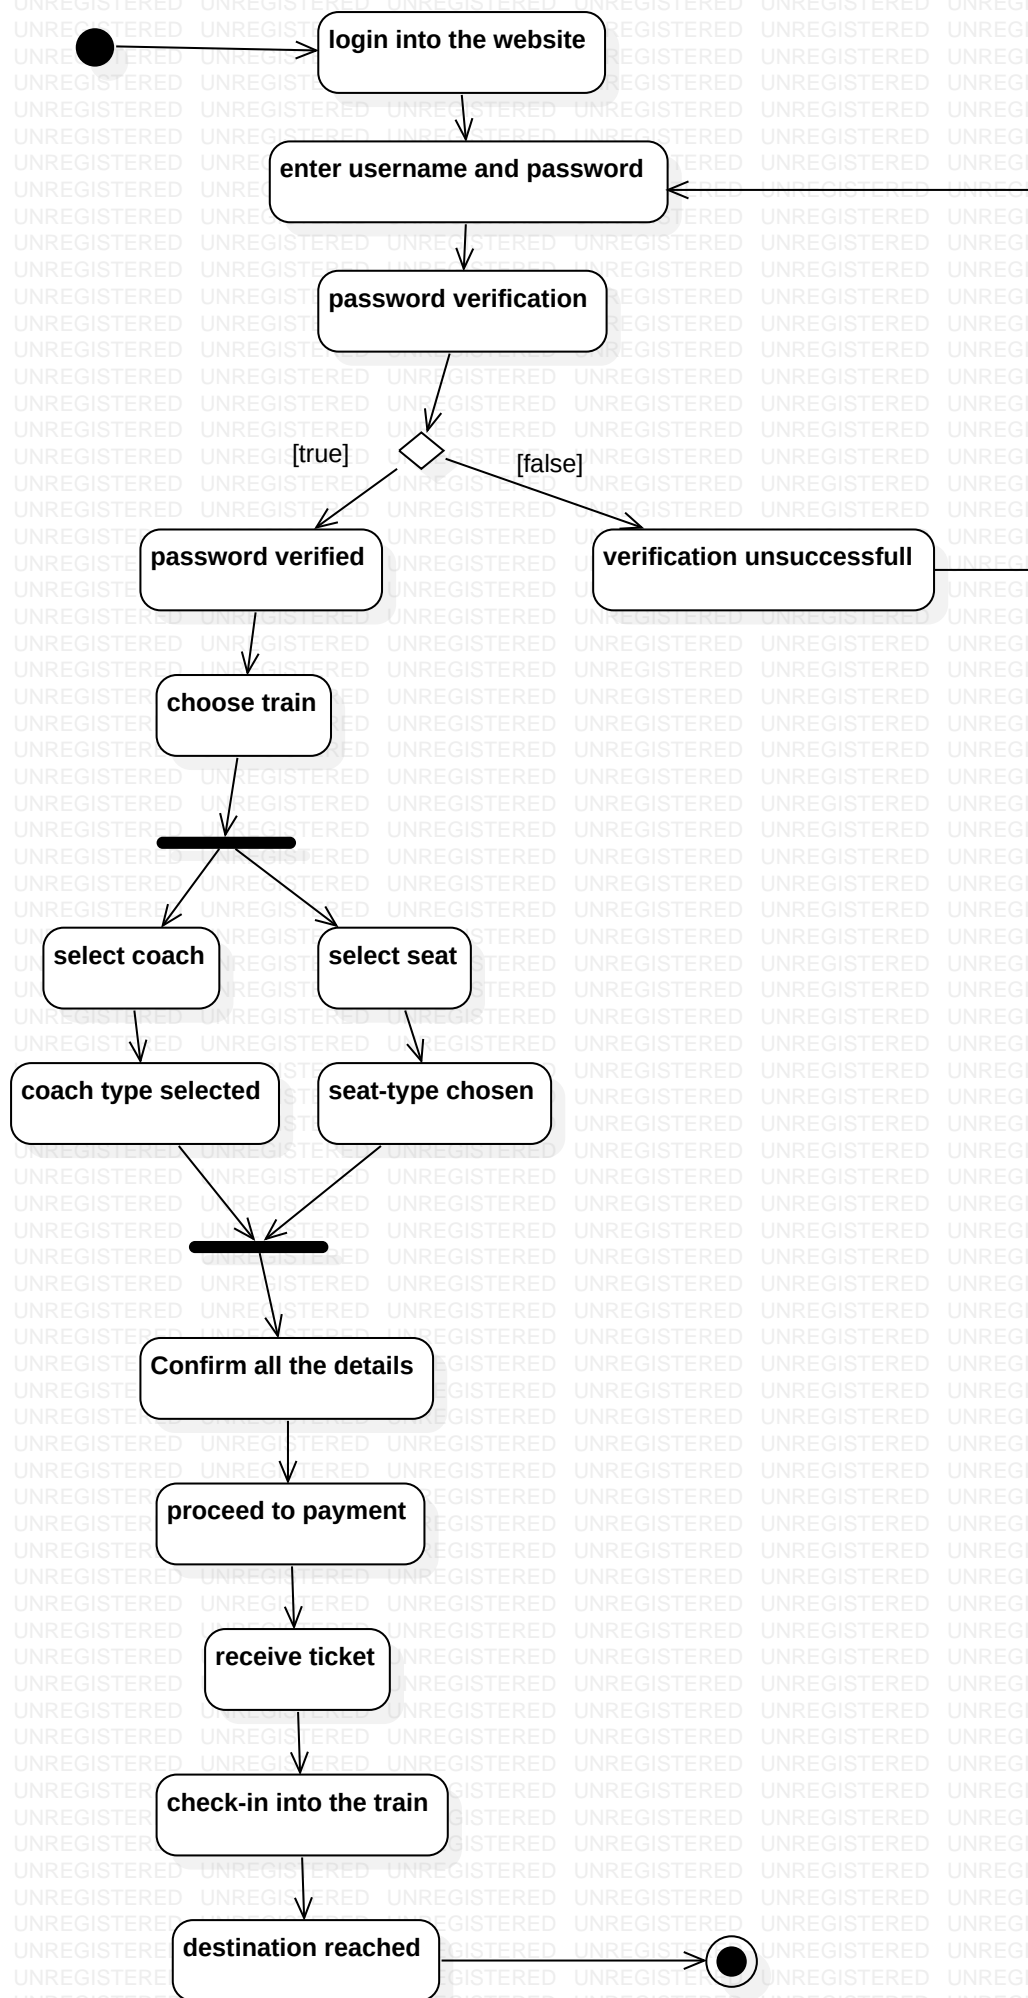 login into the website
enter username and password
password verification
[true]
[false]
password verified
verification unsuccessfull
choose train
select coach
select seat
coach type selected
seat-type chosen
Confirm all the details
proceed to payment
receive ticket
check-in into the train
destination reached
UNREGISTERED